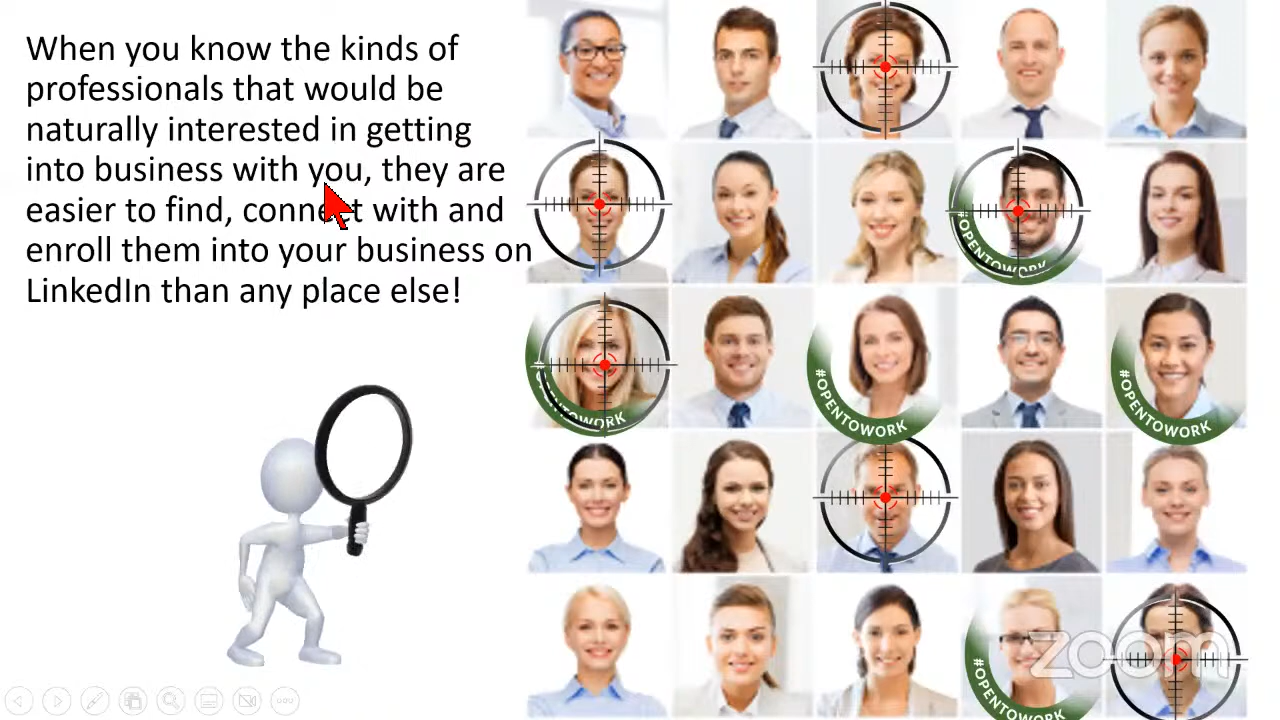 When you know the kinds of
professionals that would be
naturally interested in getting
into business with you, they are
easier to find, connect with and
enroll them into your business on
LinkedIn than any place else!
#OPENTOWORK
#OPENTOWORK
#OPENTOWORK
#OPENTOWORK
#OPENTOWORK
zoom